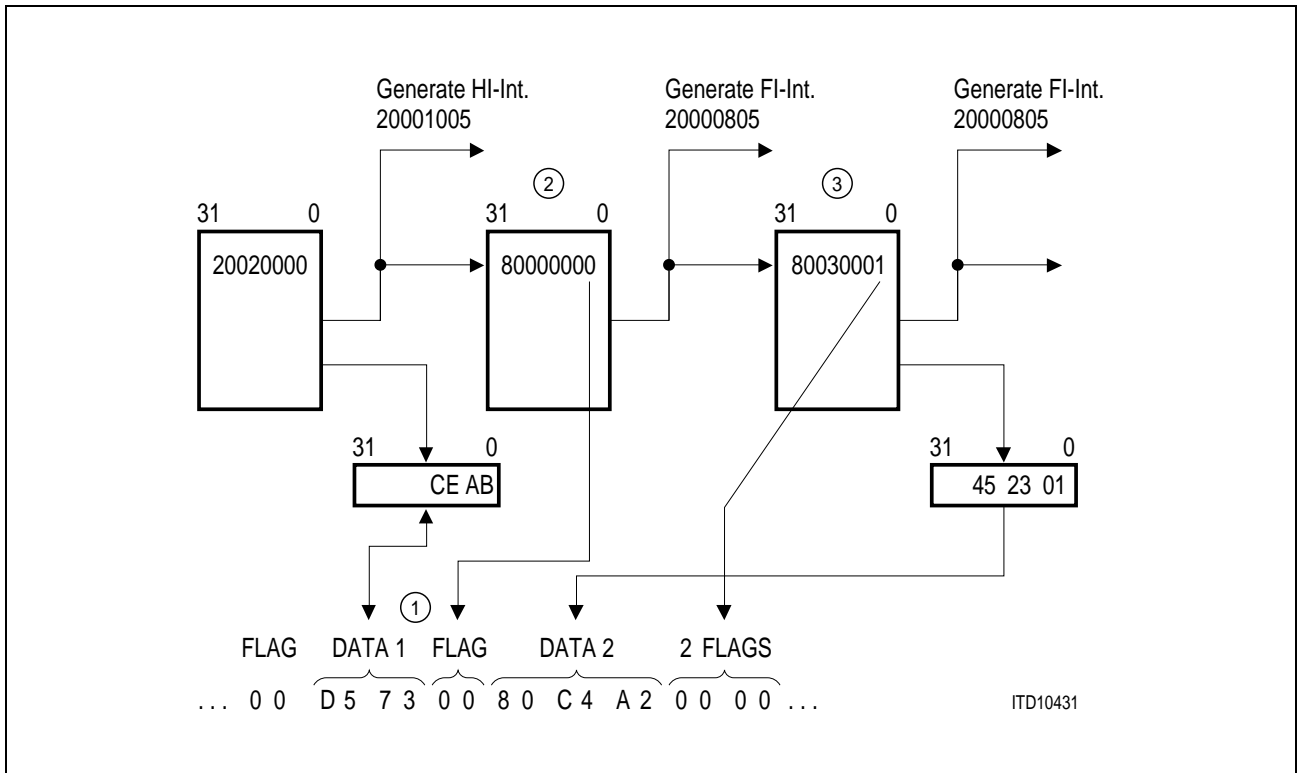 Generate HI-Int. Generate FI-Int. Generate FI-Int.
20001005 20000805 20000805
2 3
31 0 31 0 31 0
20020000 80000000 80030001
31 0 31 0
CE AB 45 23 01
1
FLAG DATA 1 FLAG DATA 2 2 FLAGS
... 0 0 D 5 7 3 0 0 8 0 C 4 A 2 0 0 0 0 ... ITD10431